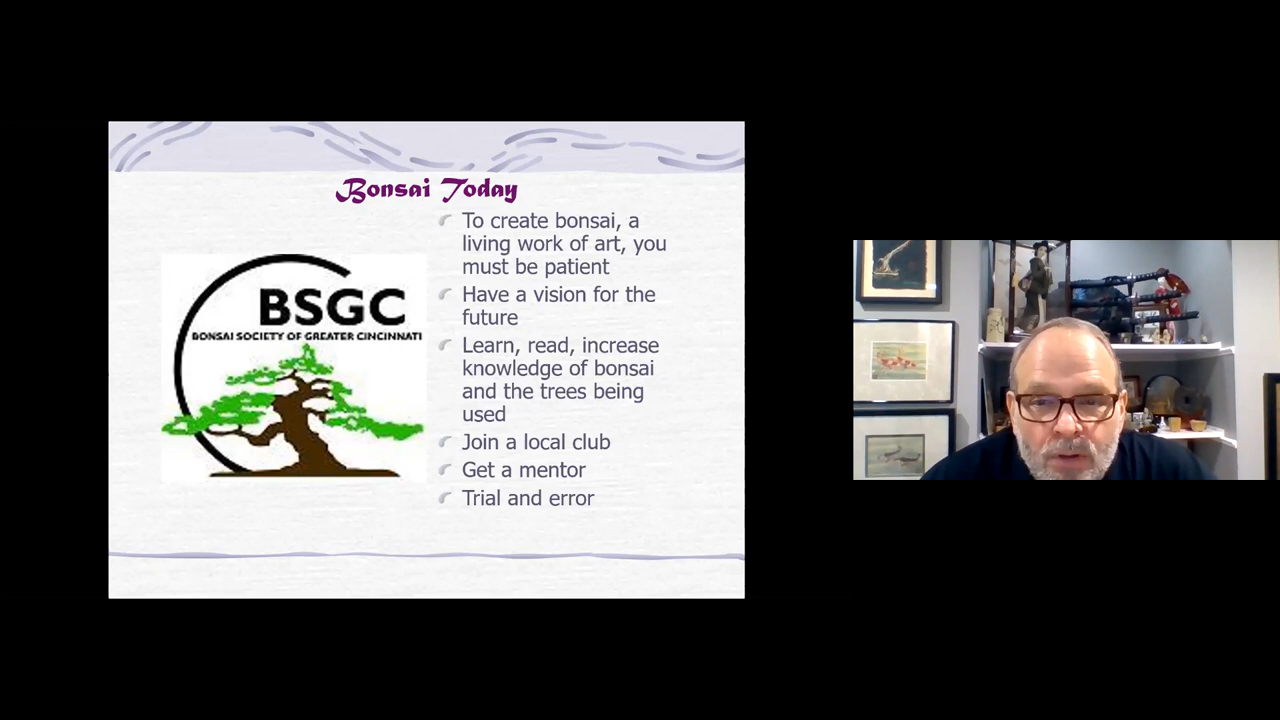 Bonsai Today
BSGC
BONSAI SOCIETY OF GREATER CINCINNATI
To create bonsai, a
living work of art, you
must be patient
Have a vision for the
future
Learn, read, increase
knowledge of bonsai
and the trees being
used
Join a local club
Get a mentor
Trial and error